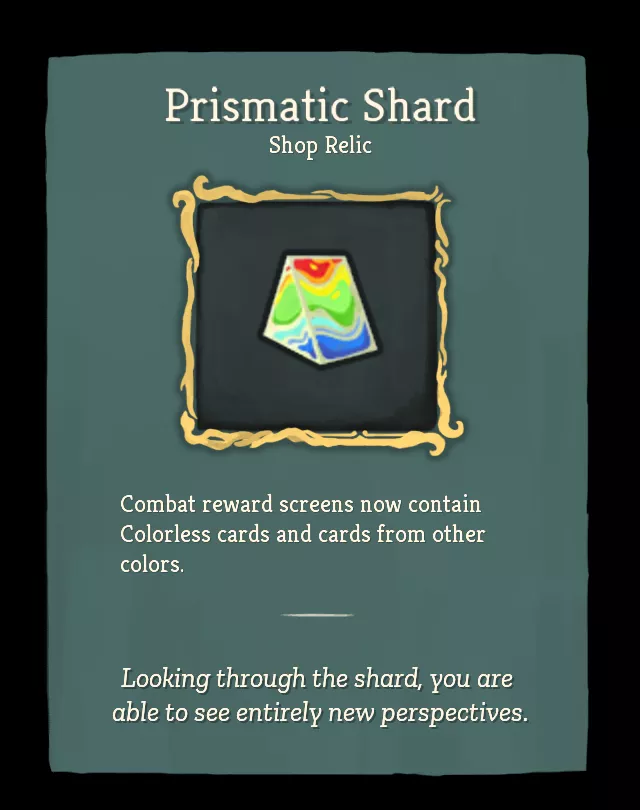 Prismatic Shard
Shop Relic
Combat reward screens now contain
Colorless cards and cards from other
colors.
Looking through the shard, you are
able to see entirely new perspectives.